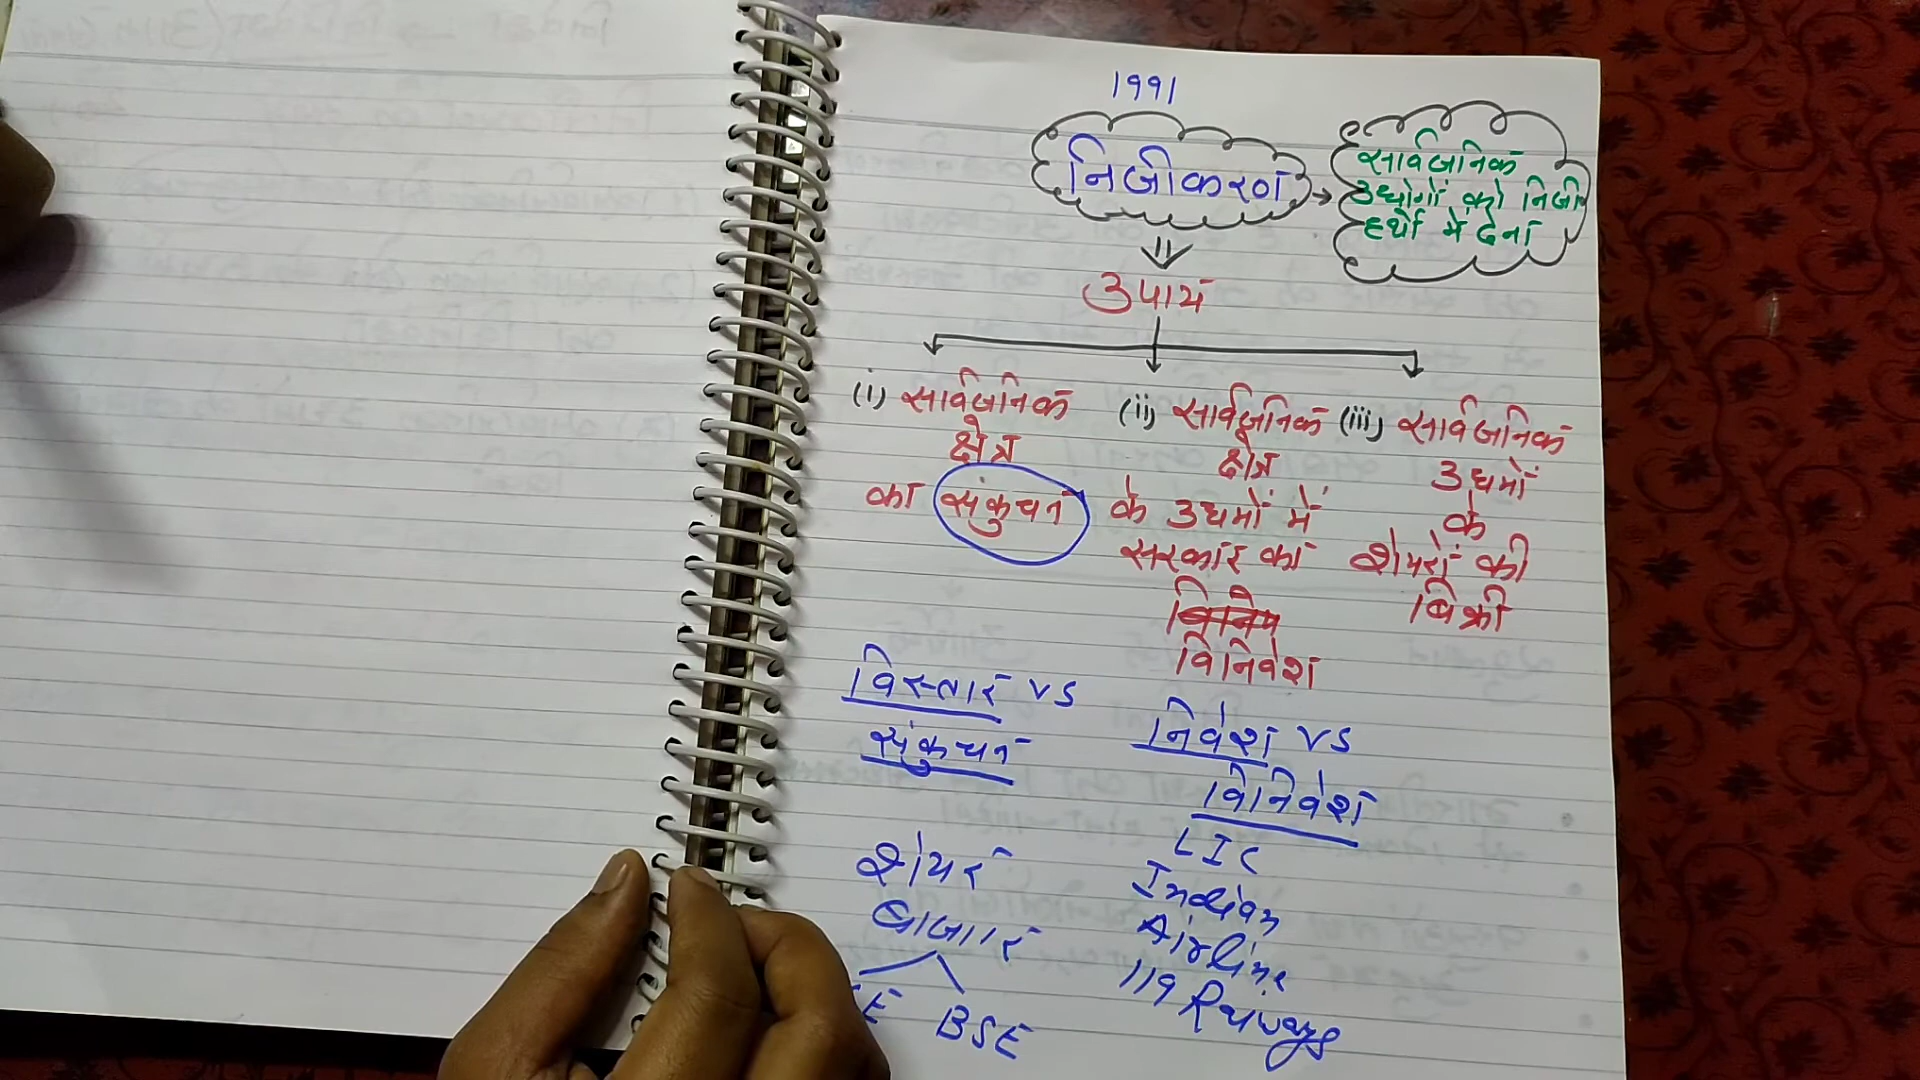 1991
निजीकरण
सार्वजनिक
उद्योगों को निजी
हाथों में देना
उपाय
(i) सार्वजनिक
क्षेत्र
का संकुचन
(ii) सार्वजनिक
क्षेत्र
के उद्यमों में
सरकार का
विनिवेश
(iii) सार्वजनिक
उद्यमों
के
शेयरों की
बिक्री
विस्तार VS
संकुचन
निवेश VS
विनिवेश
LIC
Indian
Airline
119 Railways
शेयर
बाजार
SE BSE